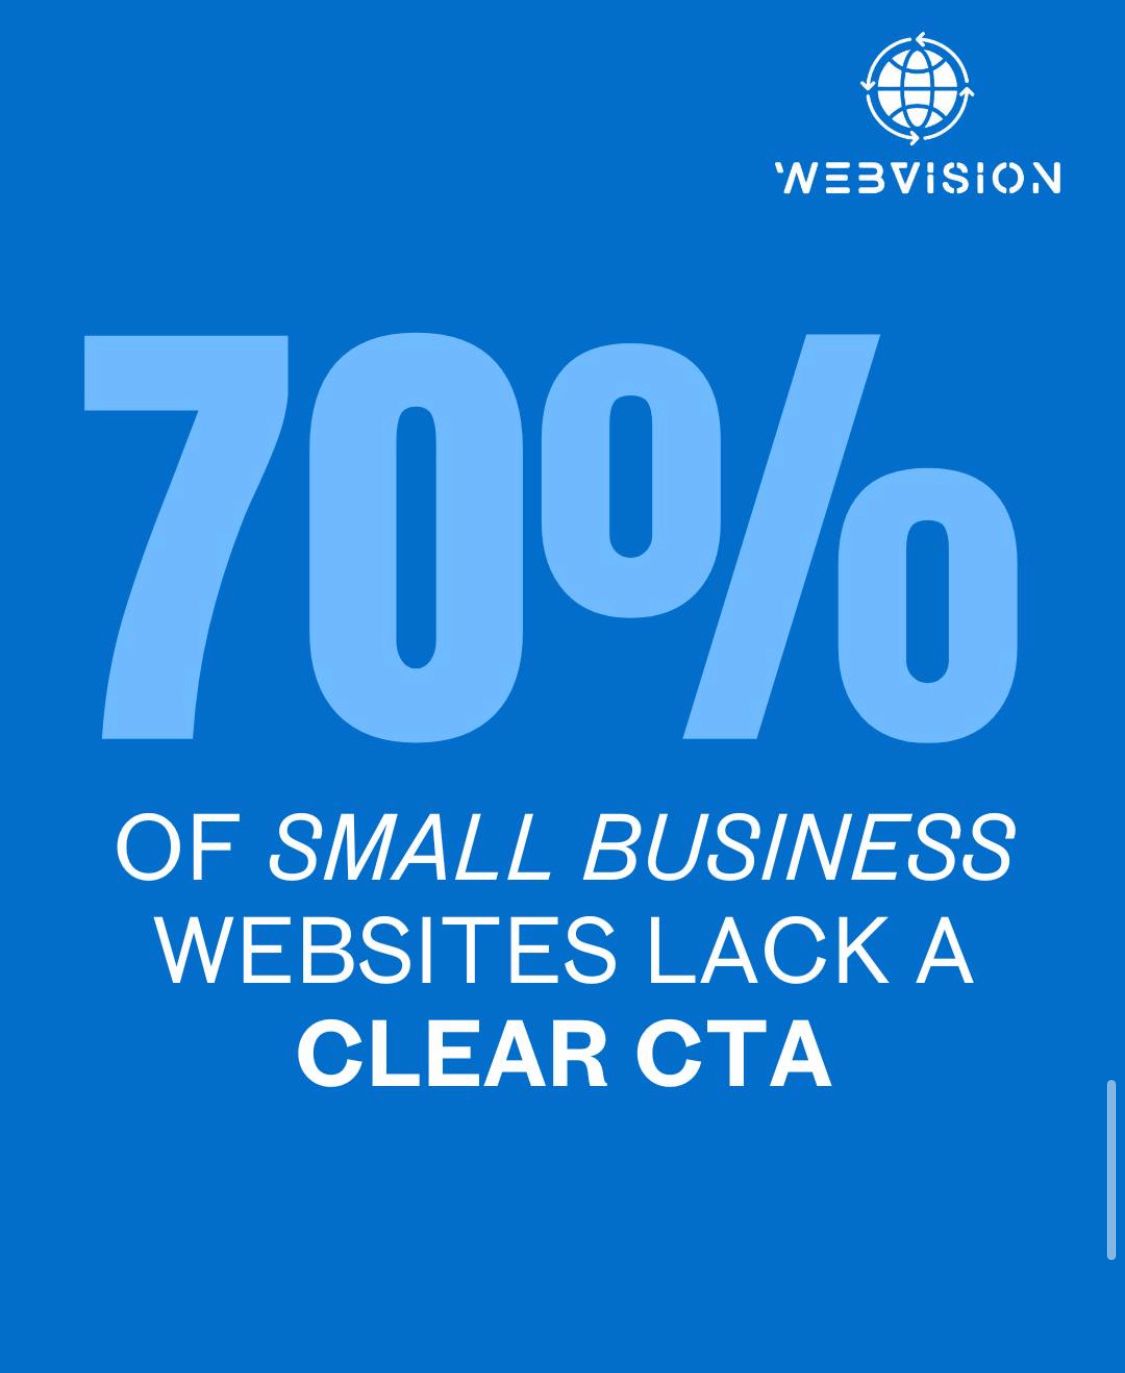 WEBVISION
70%
OF SMALL BUSINESS
WEBSITES LACK A
CLEAR CTA